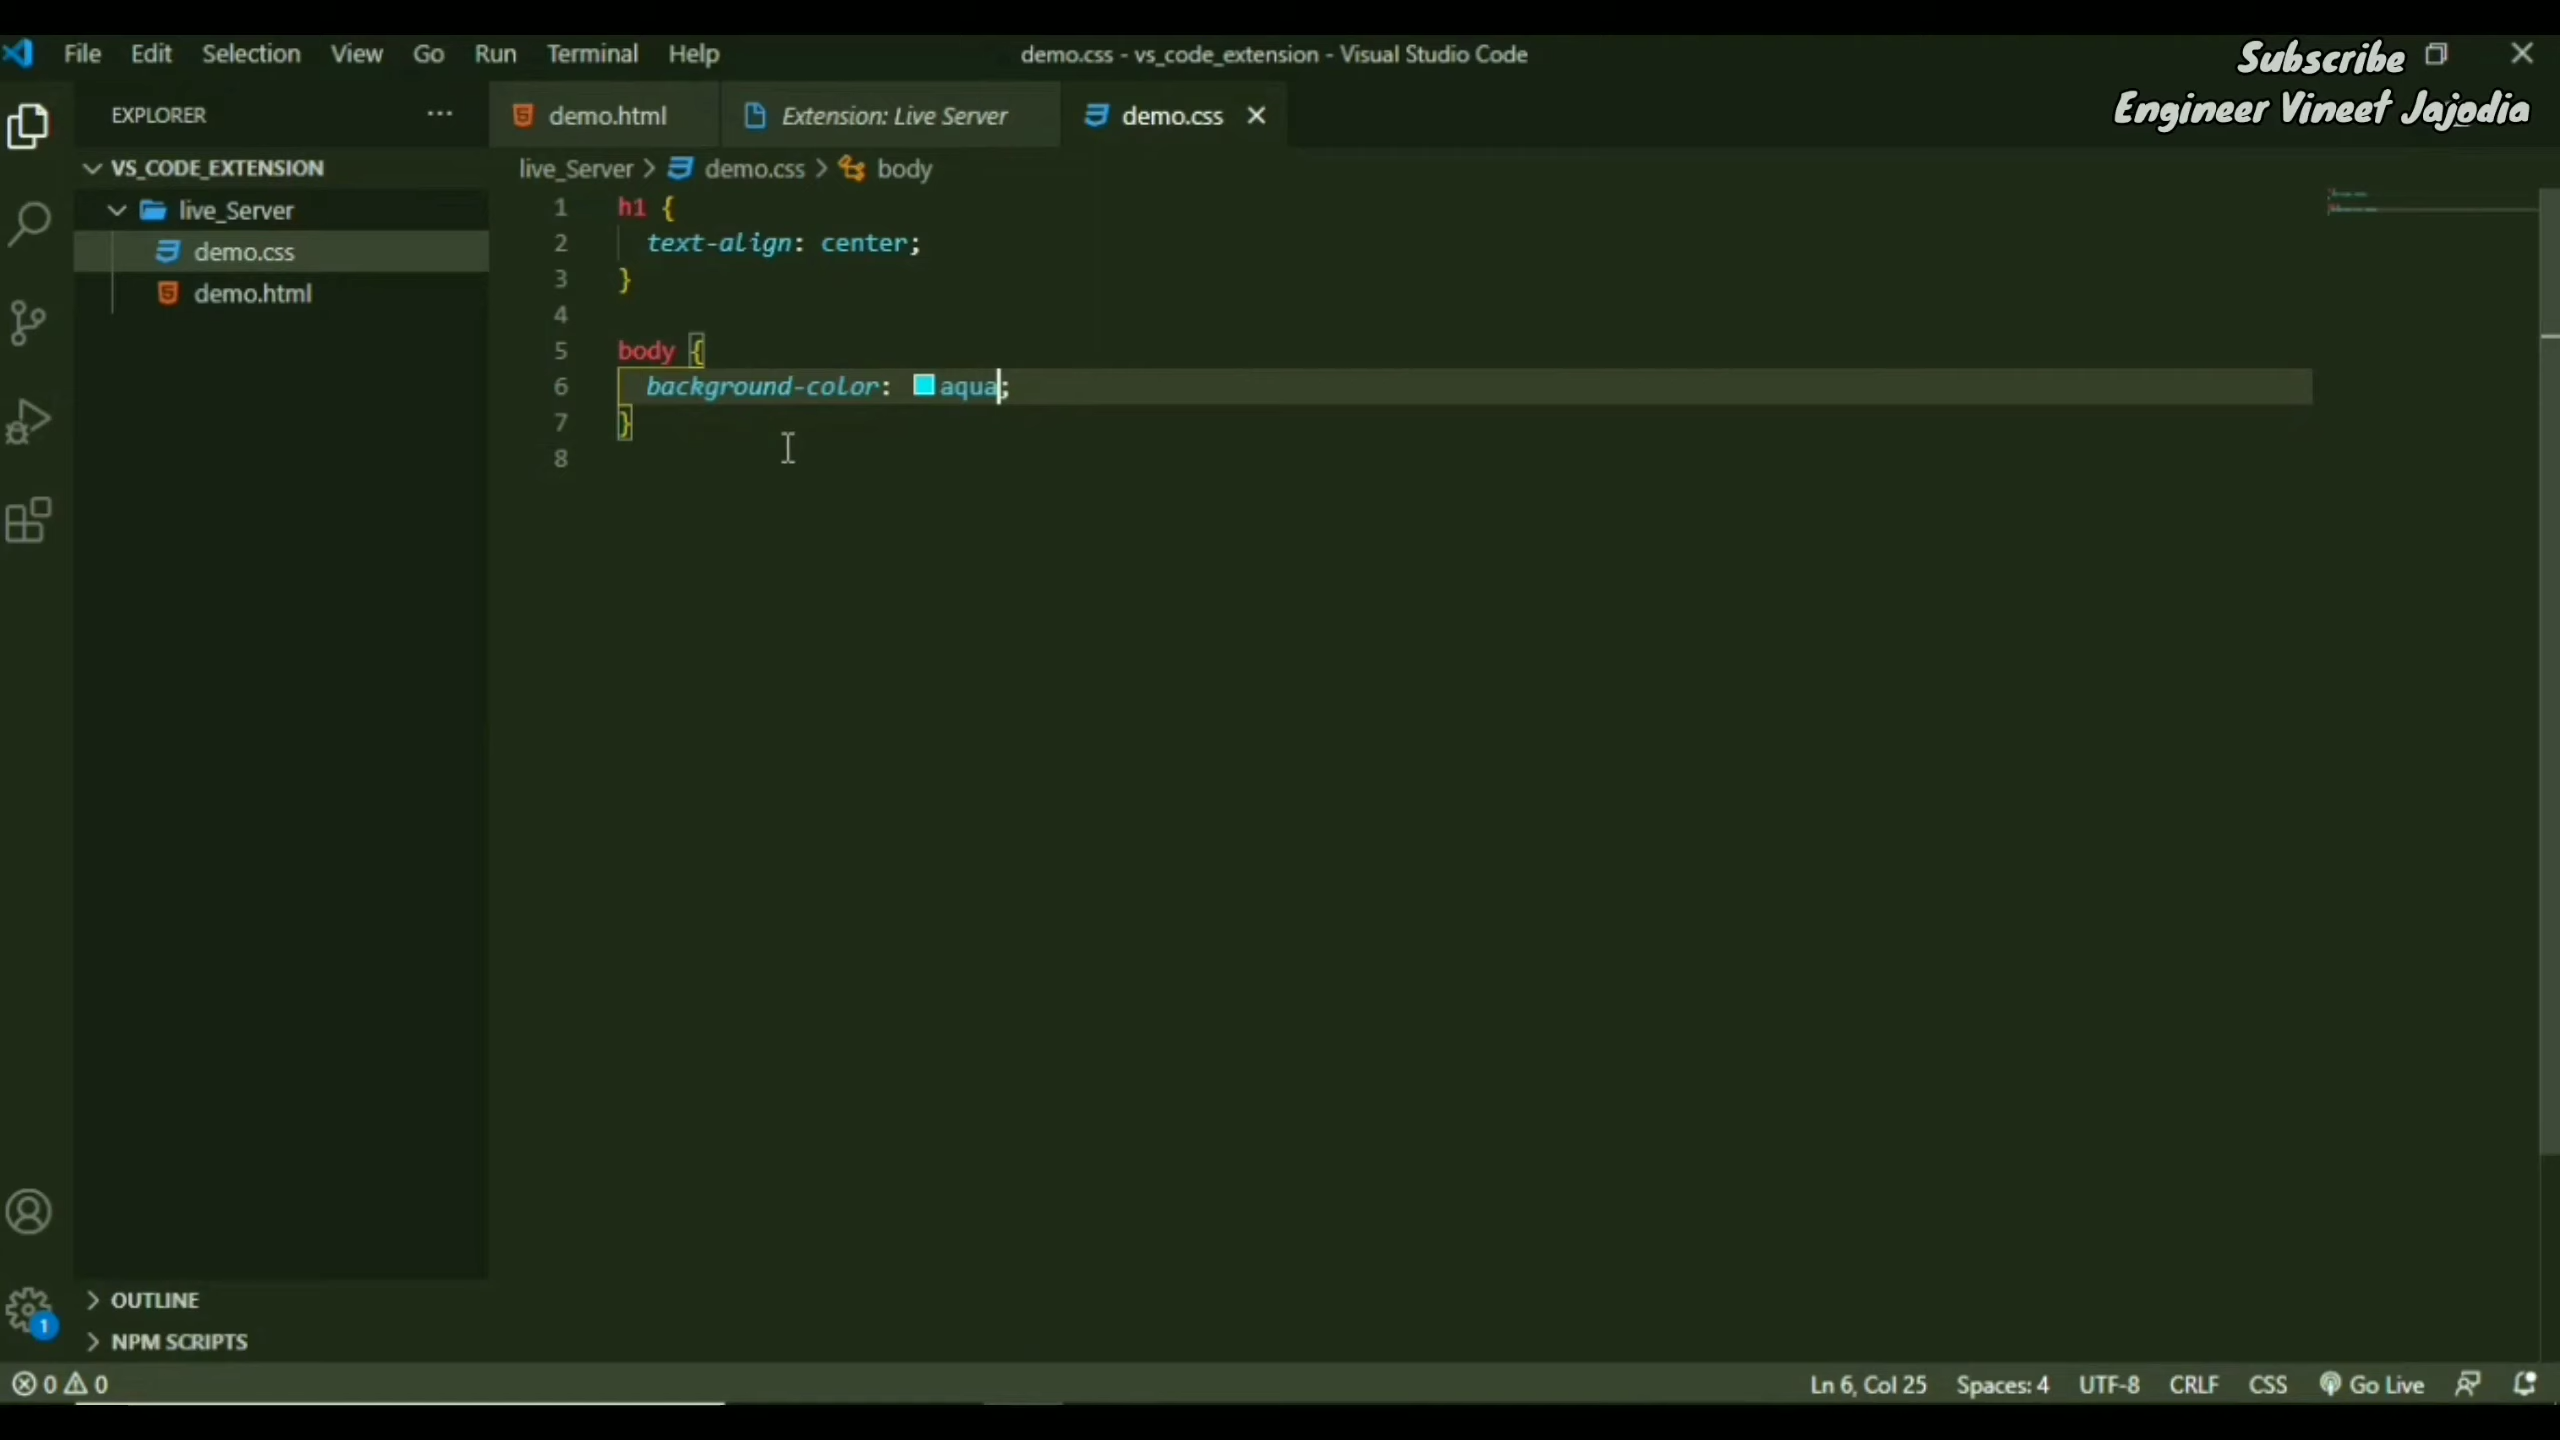 File Edit Selection View Go Run Terminal Help
demo.css - vs_code_extension - Visual Studio Code
Subscribe
Engineer Vineet Jajodia
EXPLORER
demo.html
Extension: Live Server
demo.css
VS_CODE_EXTENSION
live_Server
demo.css
demo.html
live_Server > demo.css > body
1 h1 {
2 text-align: center;
3 }
4
5 body {
6 background-color: aqua;
7 }
8
1
OUTLINE
NPM SCRIPTS
0 0
Ln 6, Col 25 Spaces: 4 UTF-8 CRLF CSS Go Live